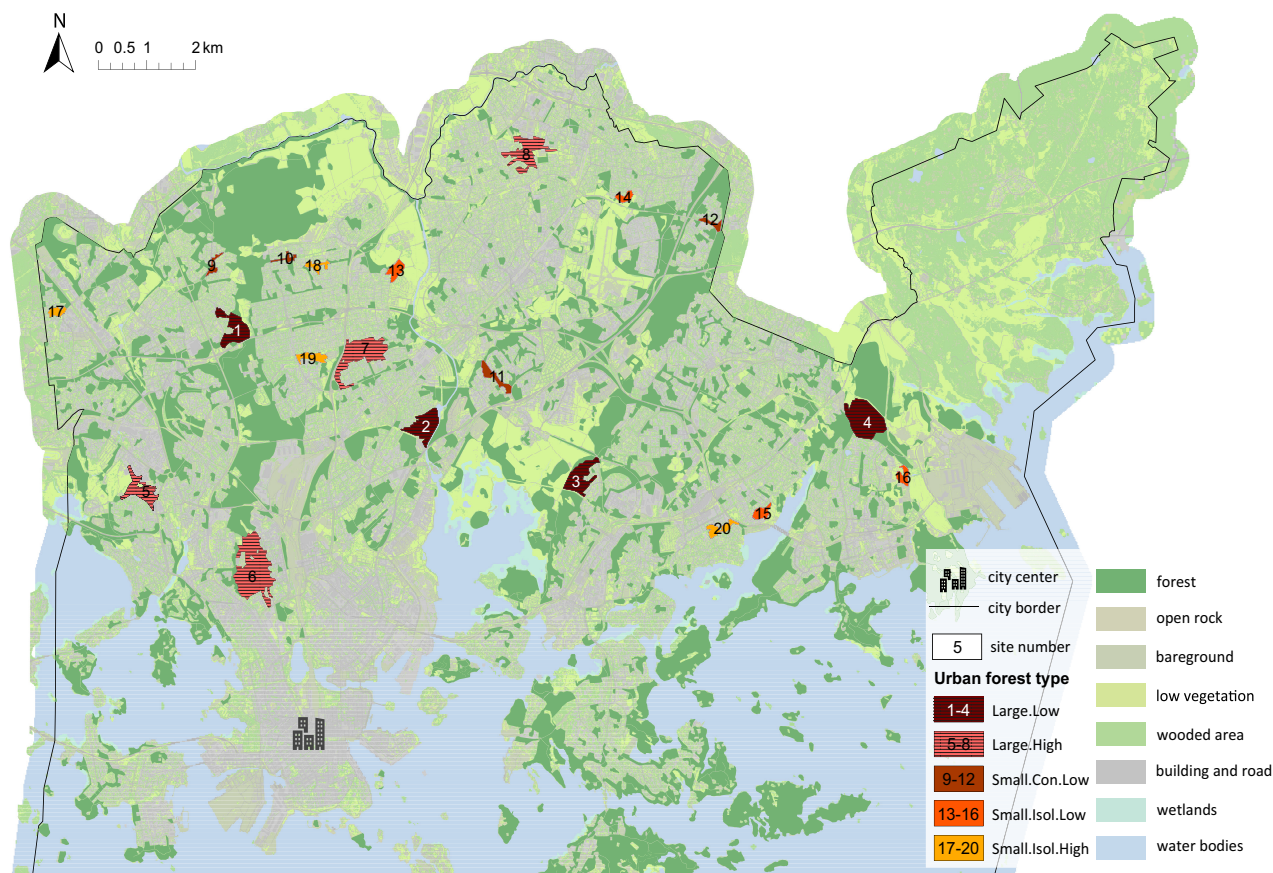 N
0 0.5 1 2 km
8
14
12
9
10
18
13
17
1
19
7
11
2
4
3
16
5
15
20
6
city center
city border
5 site number
Urban forest type
1-4 Large.Low
5-8 Large.High
9-12 Small.Con.Low
13-16 Small.Isol.Low
17-20 Small.Isol.High
forest
open rock
bareground
low vegetation
wooded area
building and road
wetlands
water bodies